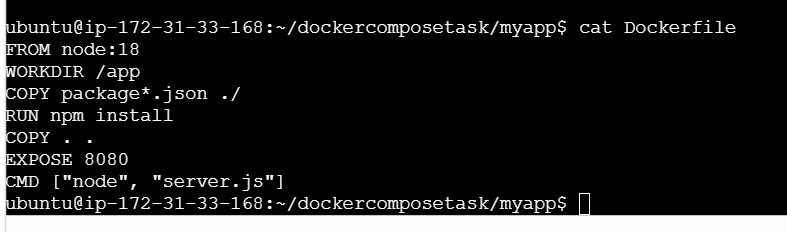 ubuntu@ip-172-31-33-168:~/dockercomposetask/myapp$ cat Dockerfile
FROM node:18
WORKDIR /app
COPY package*.json ./
RUN npm install
COPY . .
EXPOSE 8080
CMD ["node", "server.js"]
ubuntu@ip-172-31-33-168:~/dockercomposetask/myapp$